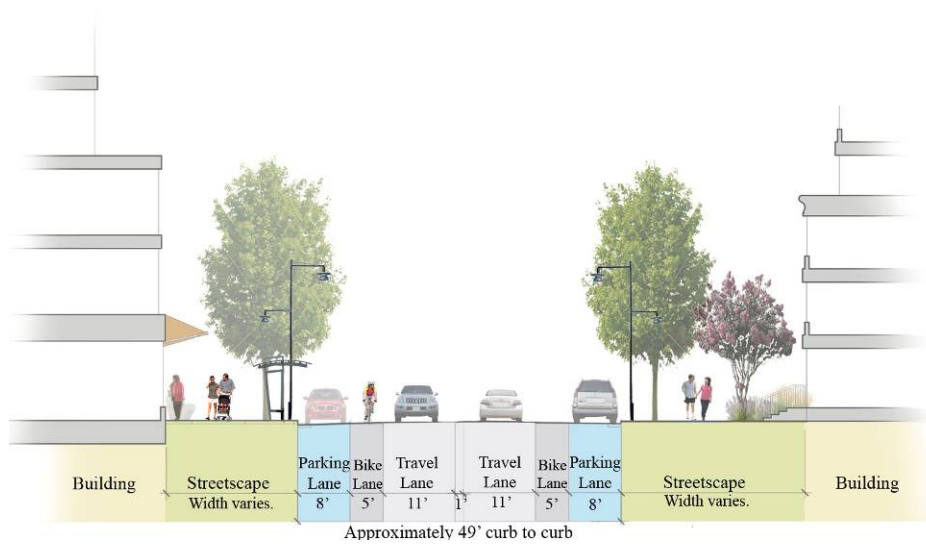 Building
Streetscape
Width varies.
Parking
Lane
8’
Bike
Lane
5’
Travel
Lane
11’
1’
Travel
Lane
11’
Bike
Lane
5’
Parking
Lane
8’
Streetscape
Width varies.
Building
Approximately 49’ curb to curb